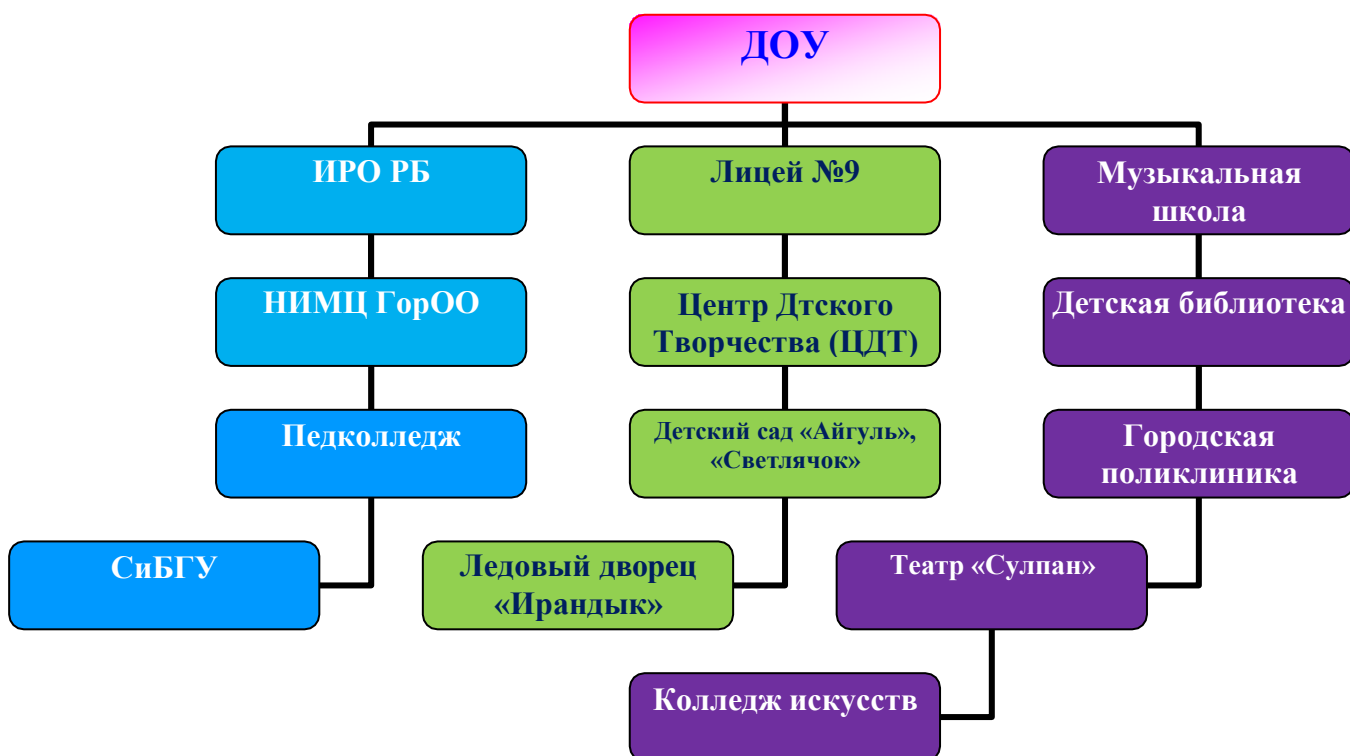 ДОУ
ИРО РБ
Лицей №9
Музыкальная
школа
НИМЦ ГорОО
Центр Дтского
Творчества (ЦДТ)
Детская библиотека
Педколледж
Детский сад «Айгуль»,
«Светлячок»
Городская
поликлиника
СиБГУ
Ледовый дворец
«Ирандык»
Театр «Сулпан»
Колледж искусств